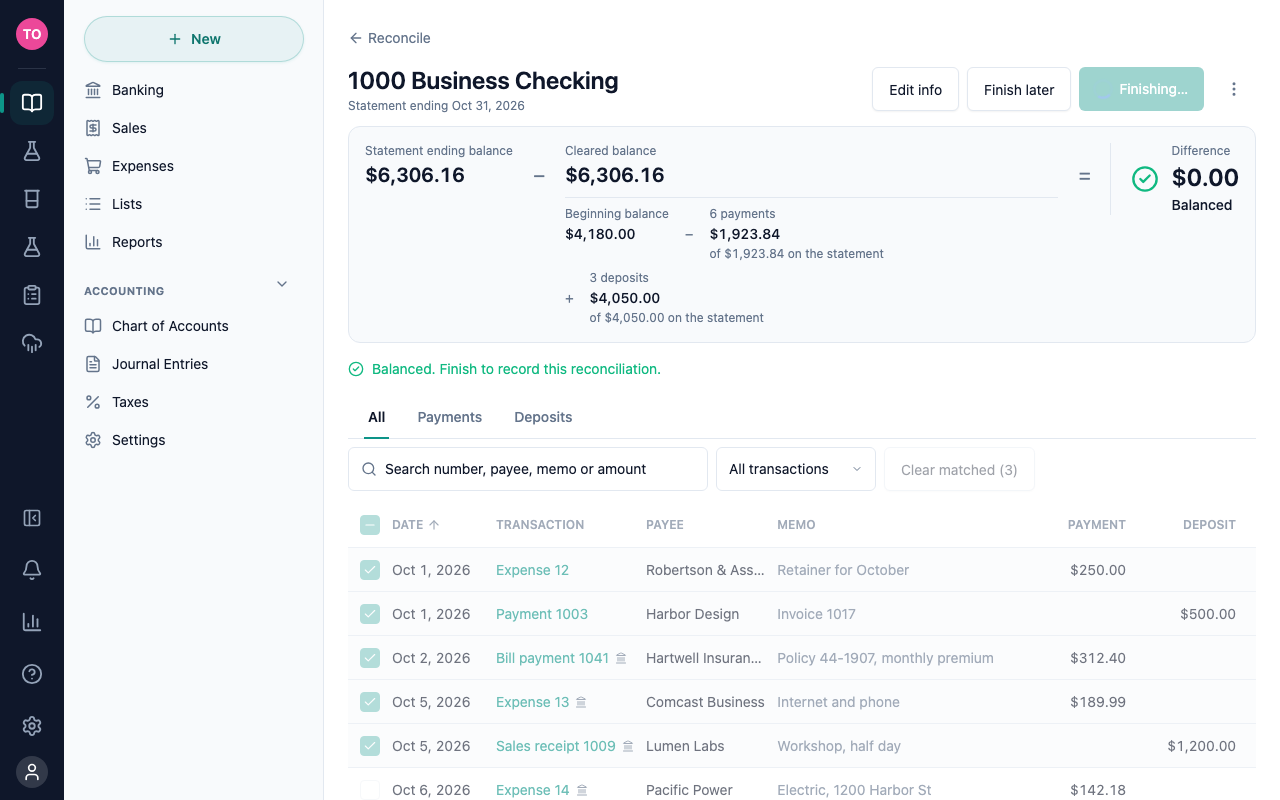 TO
New
Banking
Sales
Expenses
Lists
Reports
ACCOUNTING
Chart of Accounts
Journal Entries
Taxes
Settings
Reconcile
1000 Business Checking
Statement ending Oct 31, 2026
Edit info
Finish later
Finishing...
Statement ending balance
$6,306.16
–
Cleared balance
$6,306.16
Beginning balance
$4,180.00
–
6 payments
$1,923.84
of $1,923.84 on the statement
+
3 deposits
$4,050.00
of $4,050.00 on the statement
=
Difference
$0.00
Balanced
Balanced. Finish to record this reconciliation.
All Payments Deposits
Search number, payee, memo or amount
All transactions
Clear matched (3)
DATE TRANSACTION PAYEE MEMO PAYMENT DEPOSIT
Oct 1, 2026 Expense 12 Robertson & Ass... Retainer for October $250.00
Oct 1, 2026 Payment 1003 Harbor Design Invoice 1017 $500.00
Oct 2, 2026 Bill payment 1041 Hartwell Insuran... Policy 44-1907, monthly premium $312.40
Oct 5, 2026 Expense 13 Comcast Business Internet and phone $189.99
Oct 5, 2026 Sales receipt 1009 Lumen Labs Workshop, half day $1,200.00
Oct 6, 2026 Expense 14 Pacific Power Electric, 1200 Harbor St $142.18